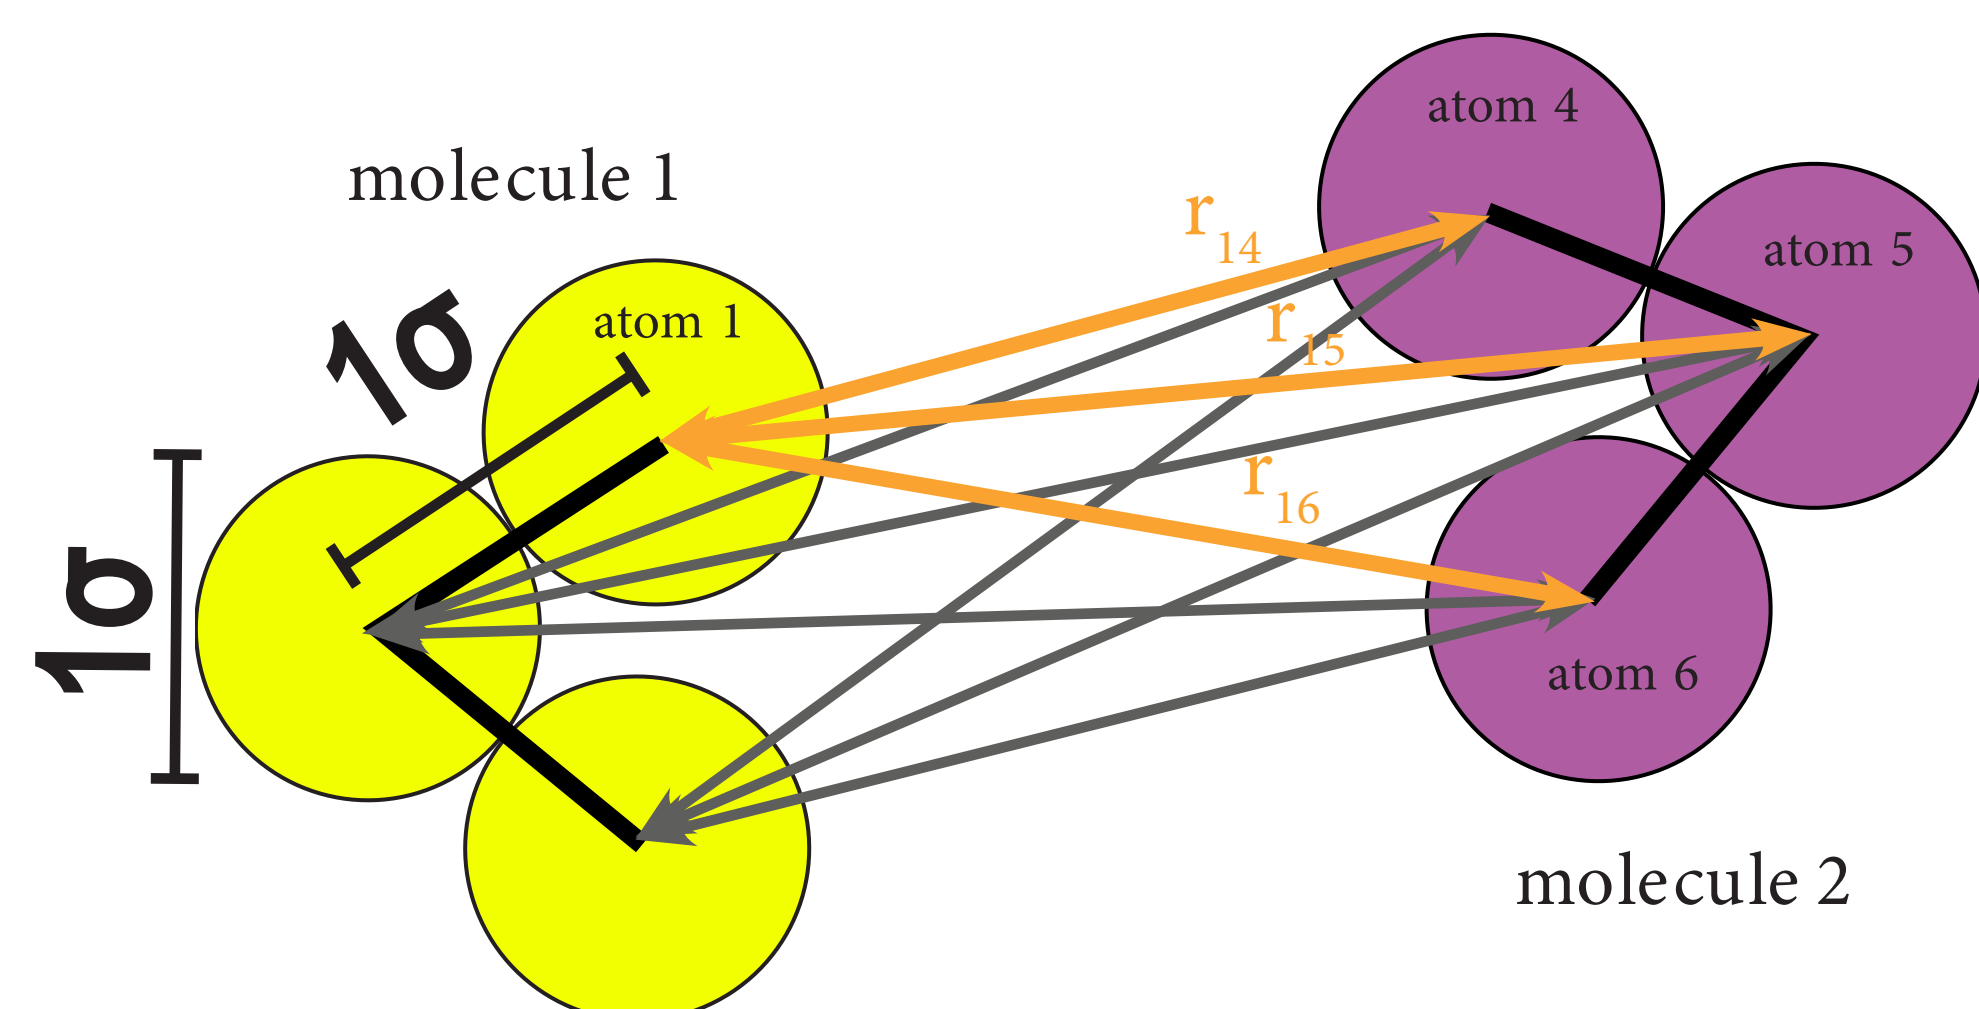 atom 4
molecule 1
r14
atom 5
1σ
atom 1
r15
r16
1σ
atom 6
molecule 2